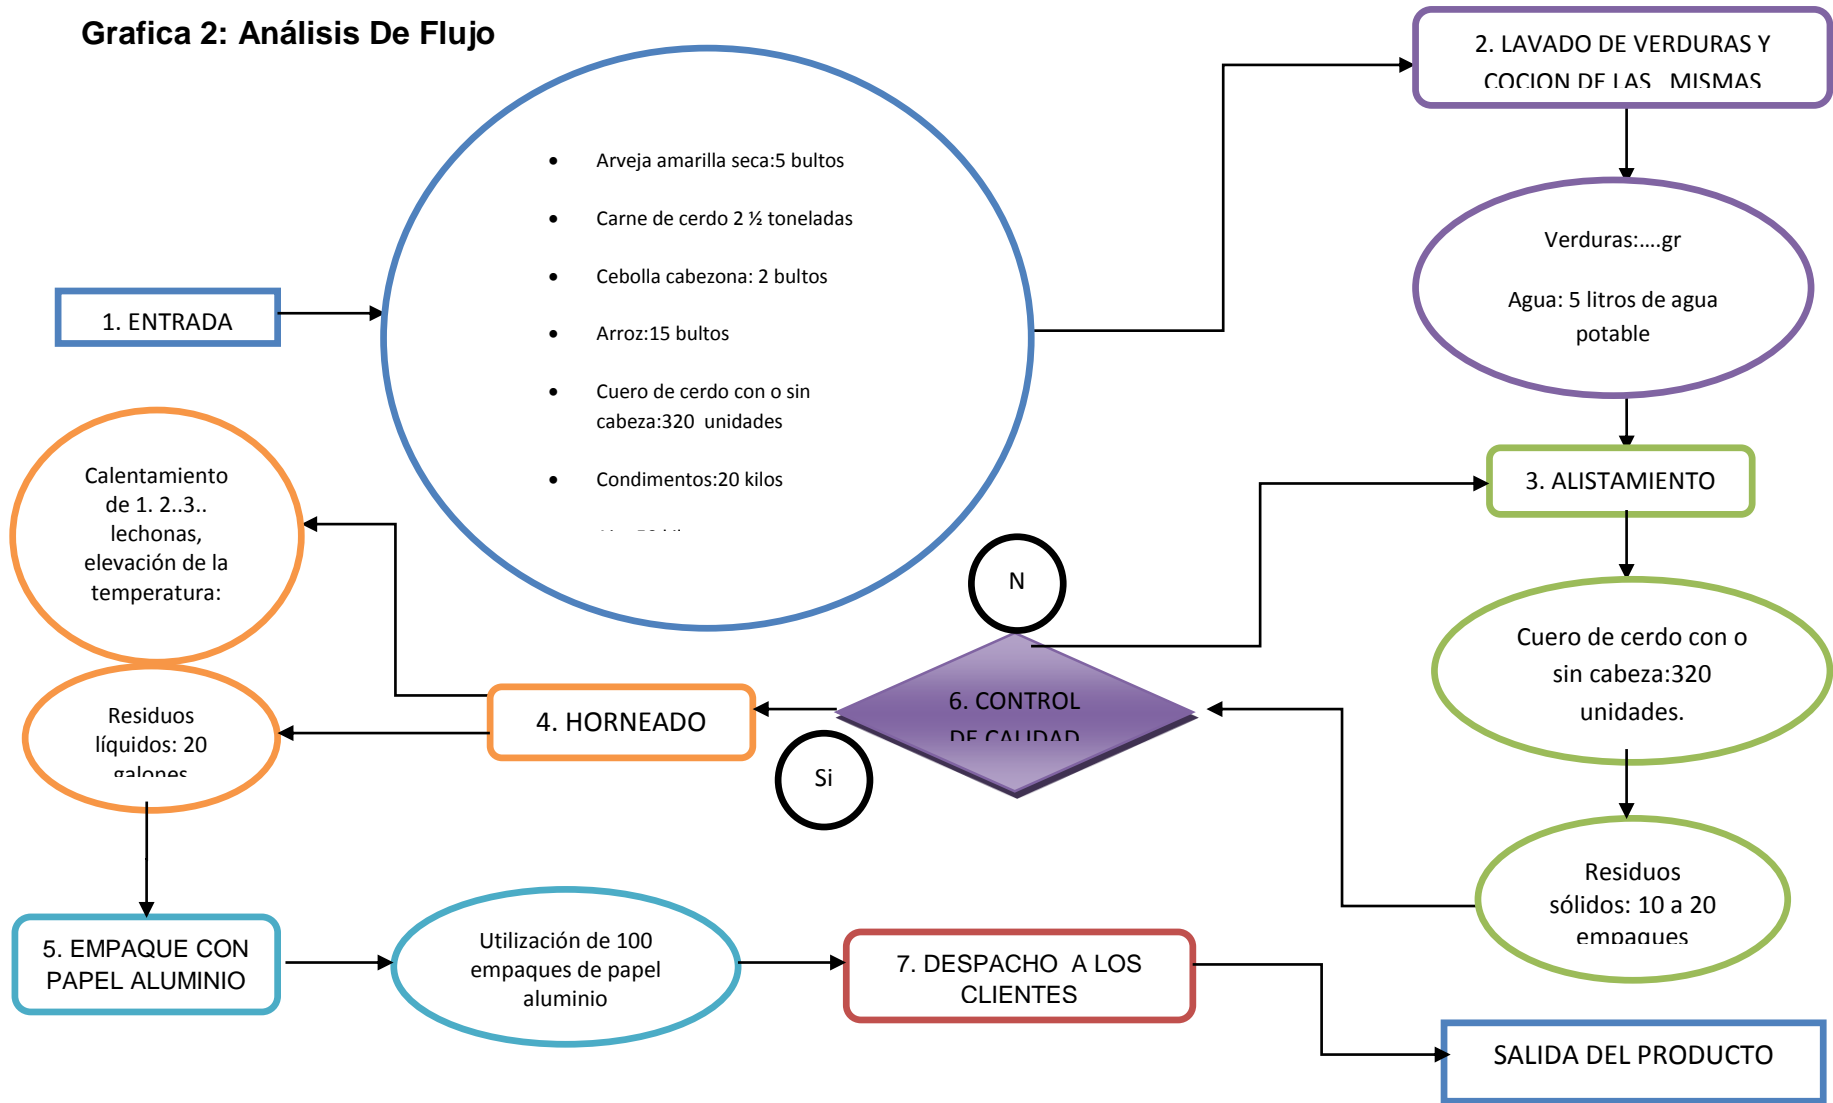 Grafica 2: Análisis De Flujo
1. ENTRADA
• Arveja amarilla seca:5 bultos
• Carne de cerdo 2 ½ toneladas
• Cebolla cabezona: 2 bultos
• Arroz:15 bultos
• Cuero de cerdo con o sin
cabeza:320 unidades
• Condimentos:20 kilos
2. LAVADO DE VERDURAS Y
COCION DE LAS MISMAS
Verduras:....gr
Agua: 5 litros de agua
potable
3. ALISTAMIENTO
Cuero de cerdo con o
sin cabeza:320
unidades.
Residuos
sólidos: 10 a 20
empaques
N
6. CONTROL
DE CALIDAD
Si
4. HORNEADO
Calentamiento
de 1. 2..3..
lechonas,
elevación de la
temperatura:
Residuos
líquidos: 20
galones
5. EMPAQUE CON
PAPEL ALUMINIO
Utilización de 100
empaques de papel
aluminio
7. DESPACHO A LOS
CLIENTES
SALIDA DEL PRODUCTO